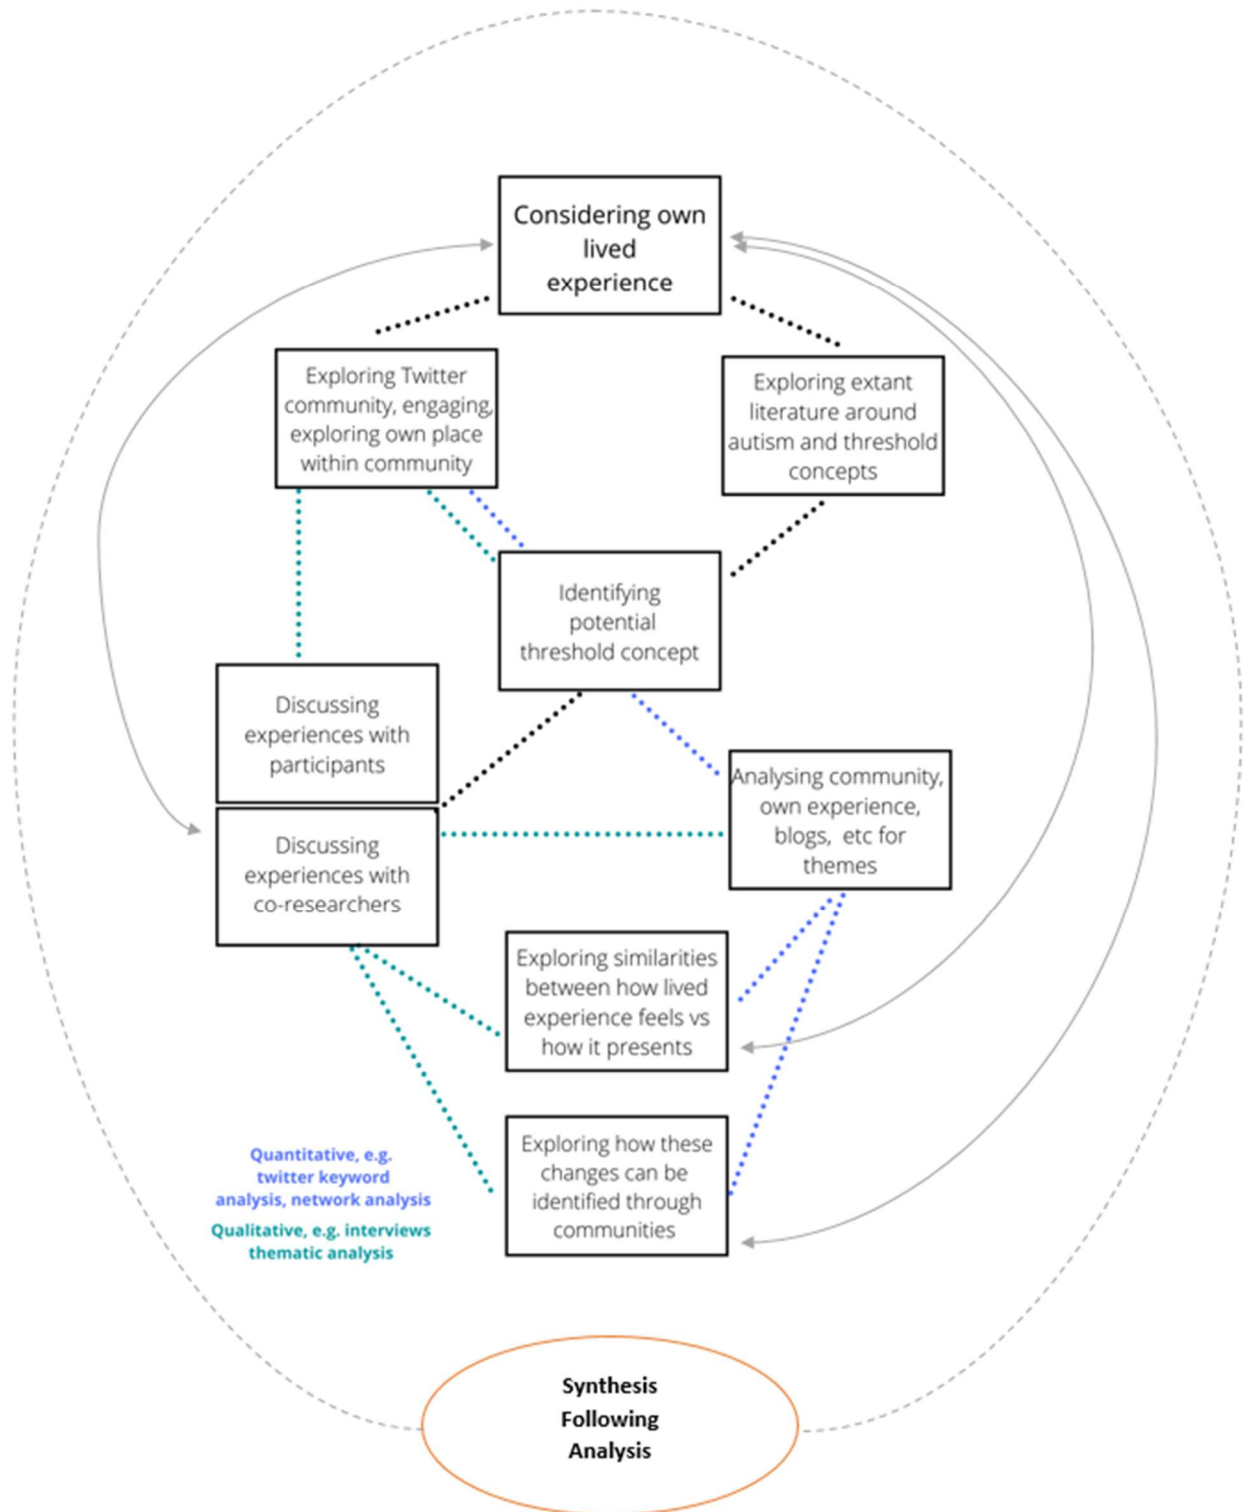 Considering own
lived
experience
Exploring Twitter
community, engaging,
exploring own place
within community
Exploring extant
literature around
autism and threshold
concepts
Identifying
potential
threshold concept
Discussing
experiences with
participants
Analysing community,
own experience,
blogs, etc for
themes
Discussing
experiences with
co-researchers
Exploring similarities
between how lived
experience feels vs
how it presents
Exploring how these
changes can be
identified through
communities
Quantitative, e.g.
twitter keyword
analysis, network analysis
Qualitative, e.g. interviews
thematic analysis
Synthesis
Following
Analysis